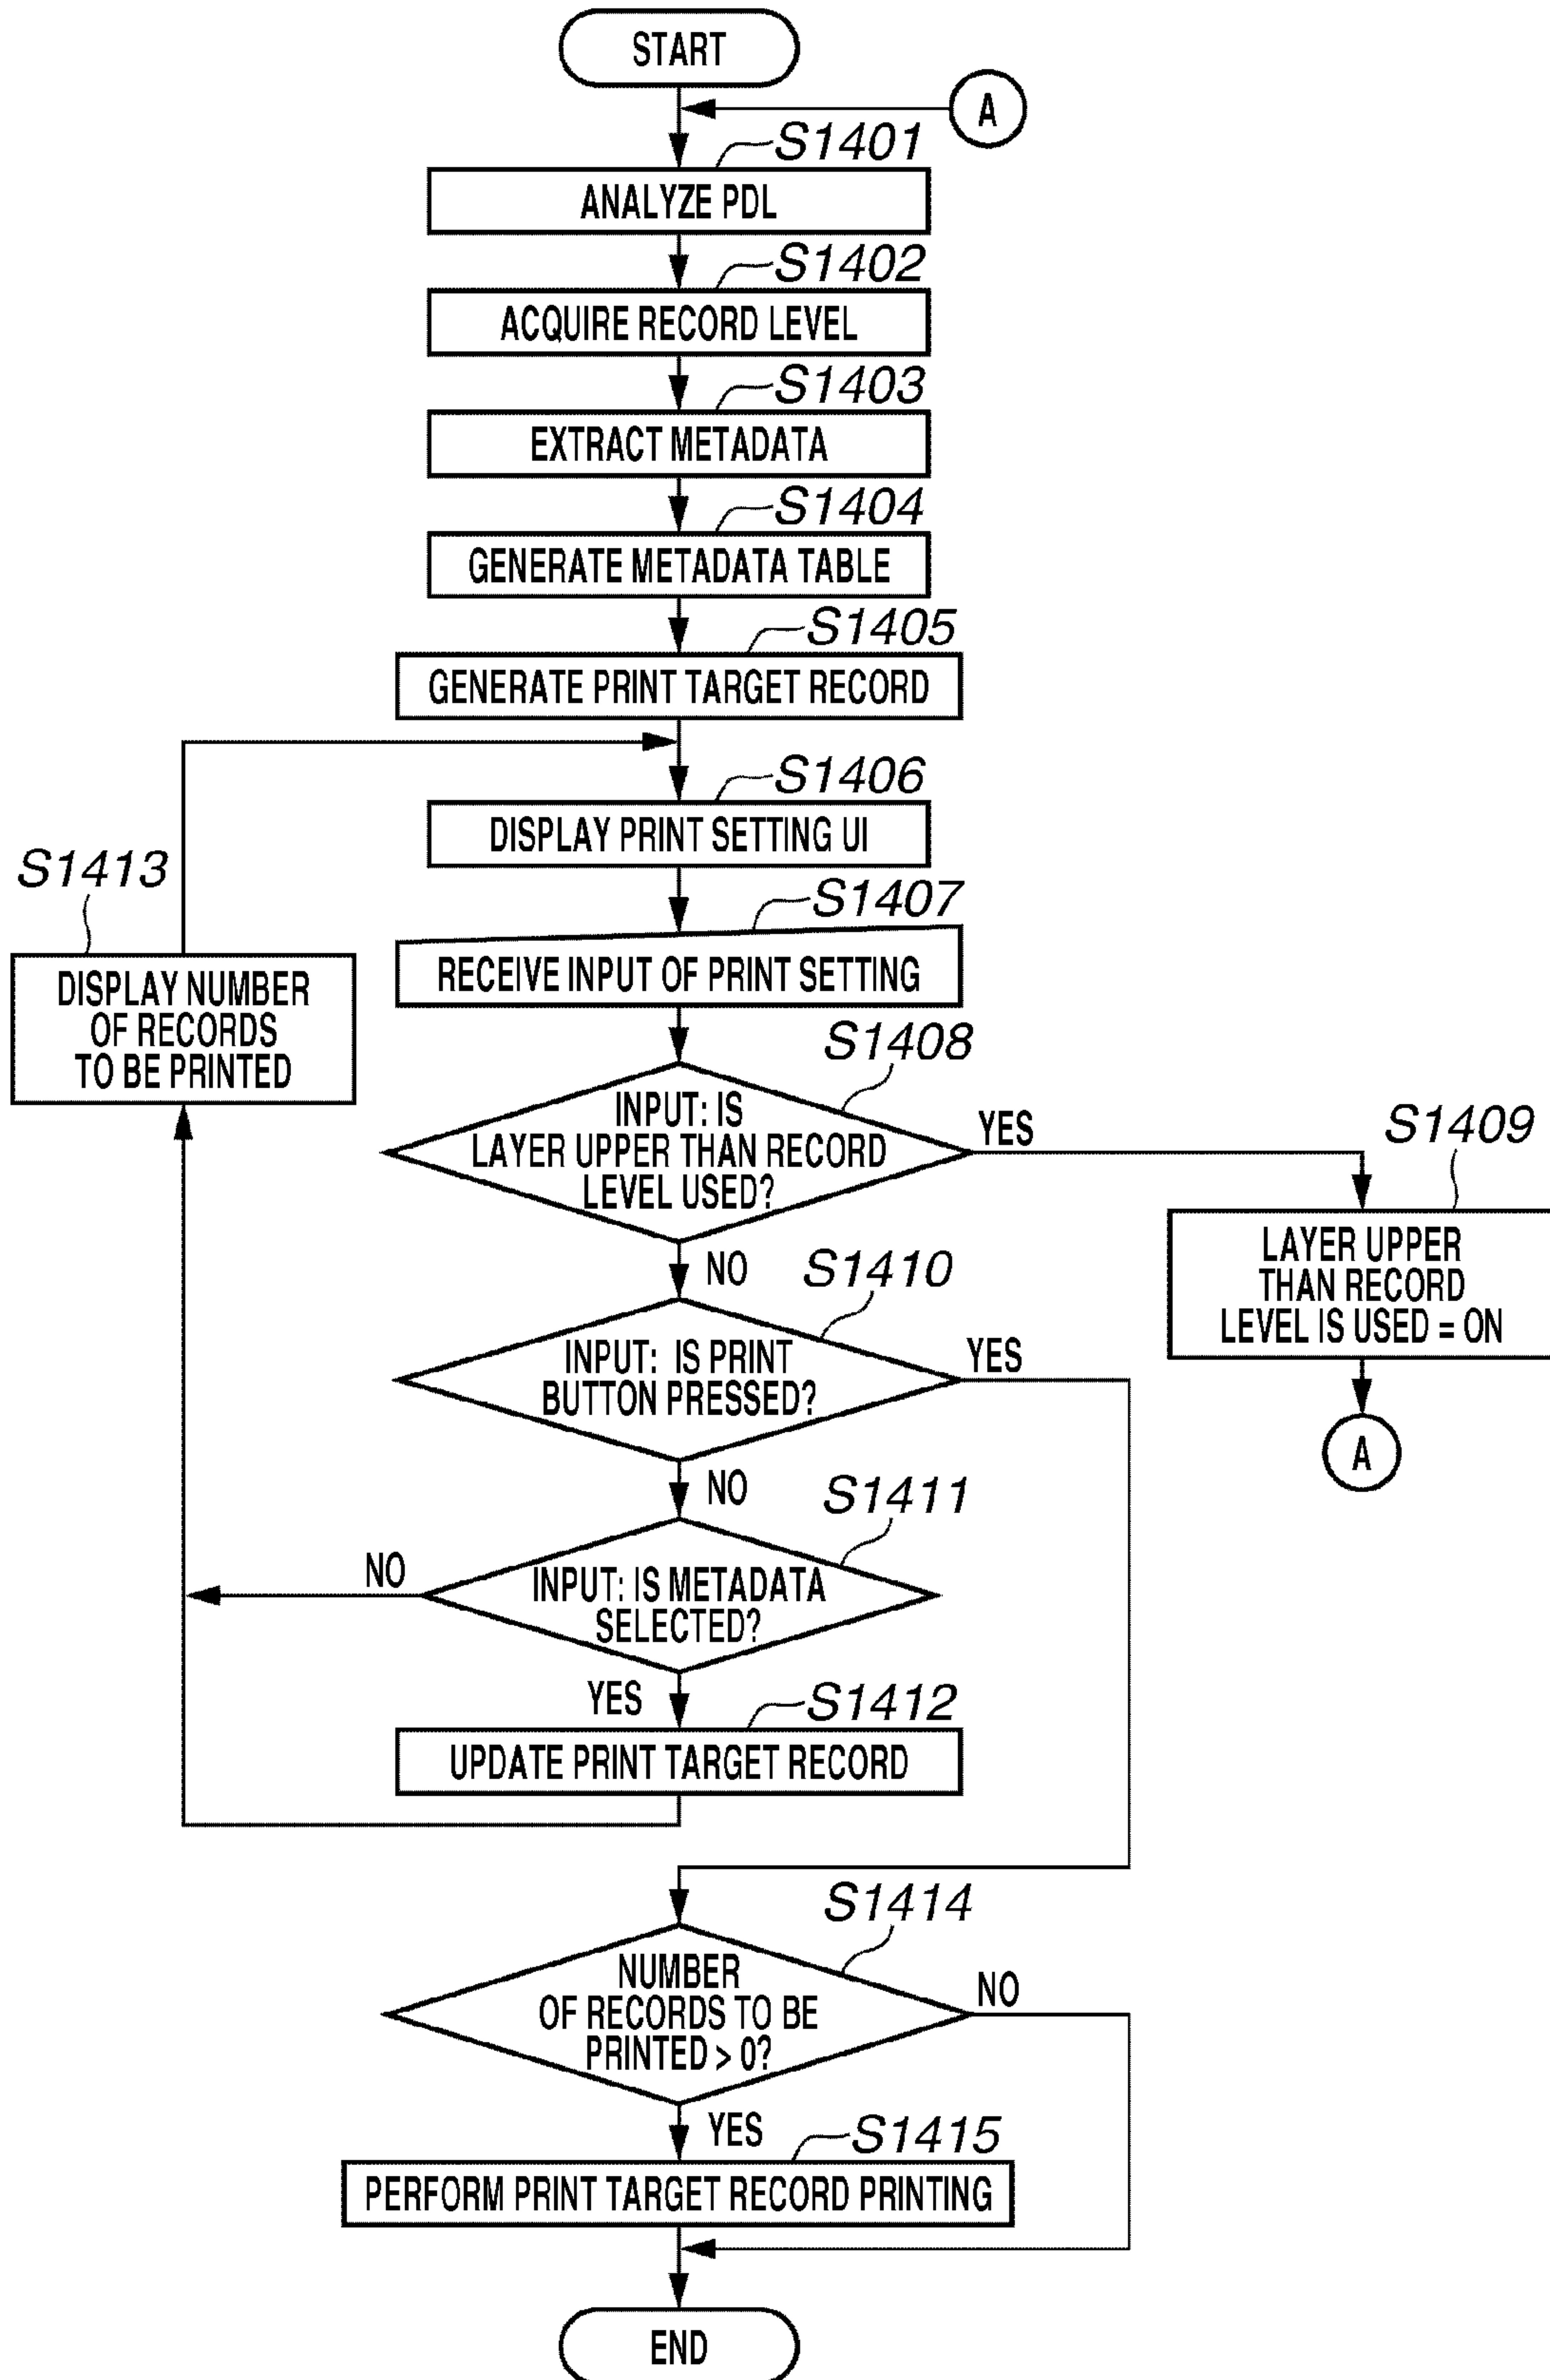 START
A
S1401
ANALYZE PDL
S1402
ACQUIRE RECORD LEVEL
S1403
EXTRACT METADATA
S1404
GENERATE METADATA TABLE
S1405
GENERATE PRINT TARGET RECORD
S1406
DISPLAY PRINT SETTING UI
S1413
DISPLAY NUMBER
OF RECORDS
TO BE PRINTED
S1407
RECEIVE INPUT OF PRINT SETTING
S1408
INPUT: IS
LAYER UPPER THAN RECORD
LEVEL USED?
YES
NO
S1409
LAYER UPPER
THAN RECORD
LEVEL IS USED = ON
A
S1410
INPUT: IS PRINT
BUTTON PRESSED?
YES
NO
S1411
INPUT: IS METADATA
SELECTED?
NO
YES
S1412
UPDATE PRINT TARGET RECORD
S1414
NUMBER
OF RECORDS TO BE
PRINTED > 0?
NO
YES
S1415
PERFORM PRINT TARGET RECORD PRINTING
END